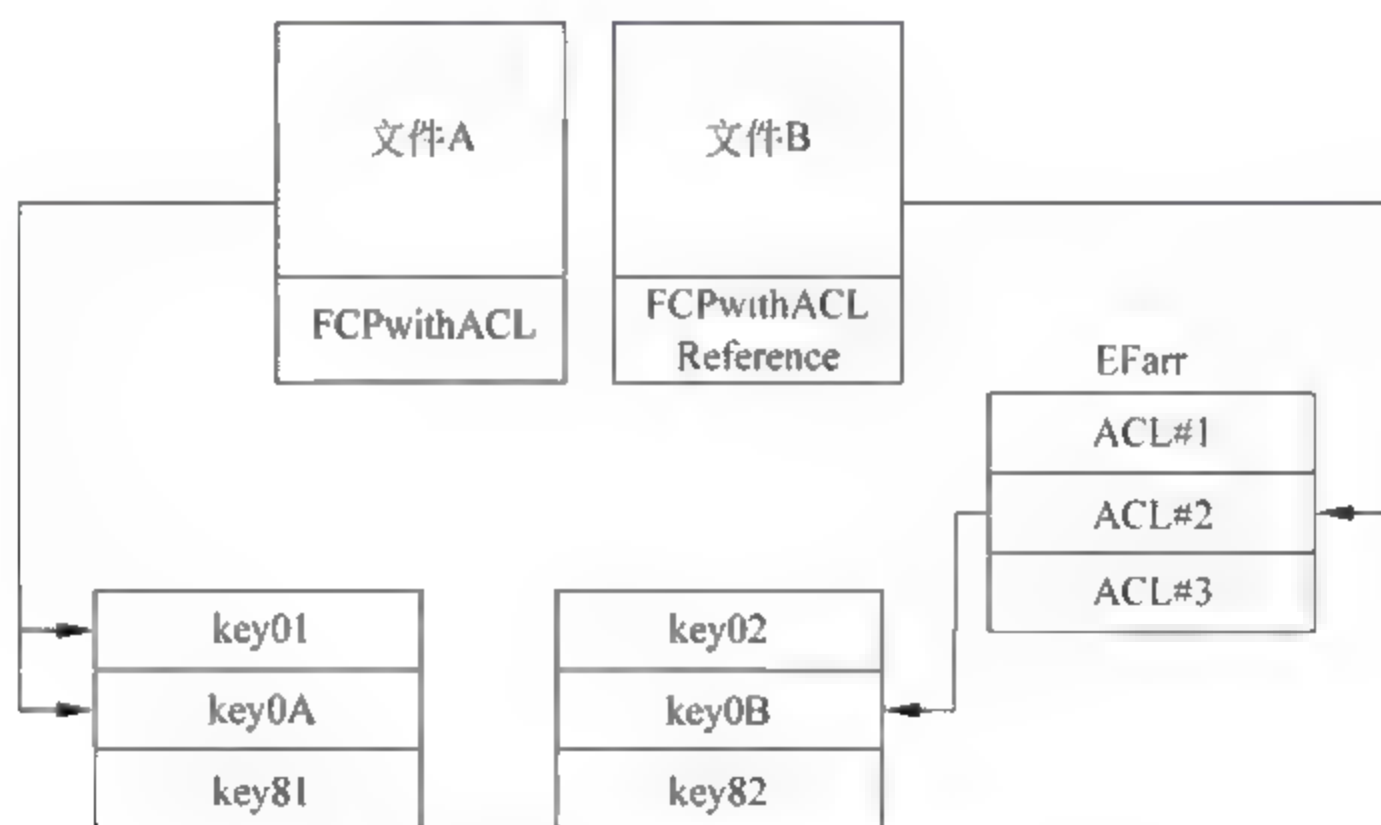 文件A
文件B
FCPwithACL
FCPwithACL
Reference
EFarr
ACL#1
ACL#2
ACL#3
key01
key02
key0A
key0B
key81
key82